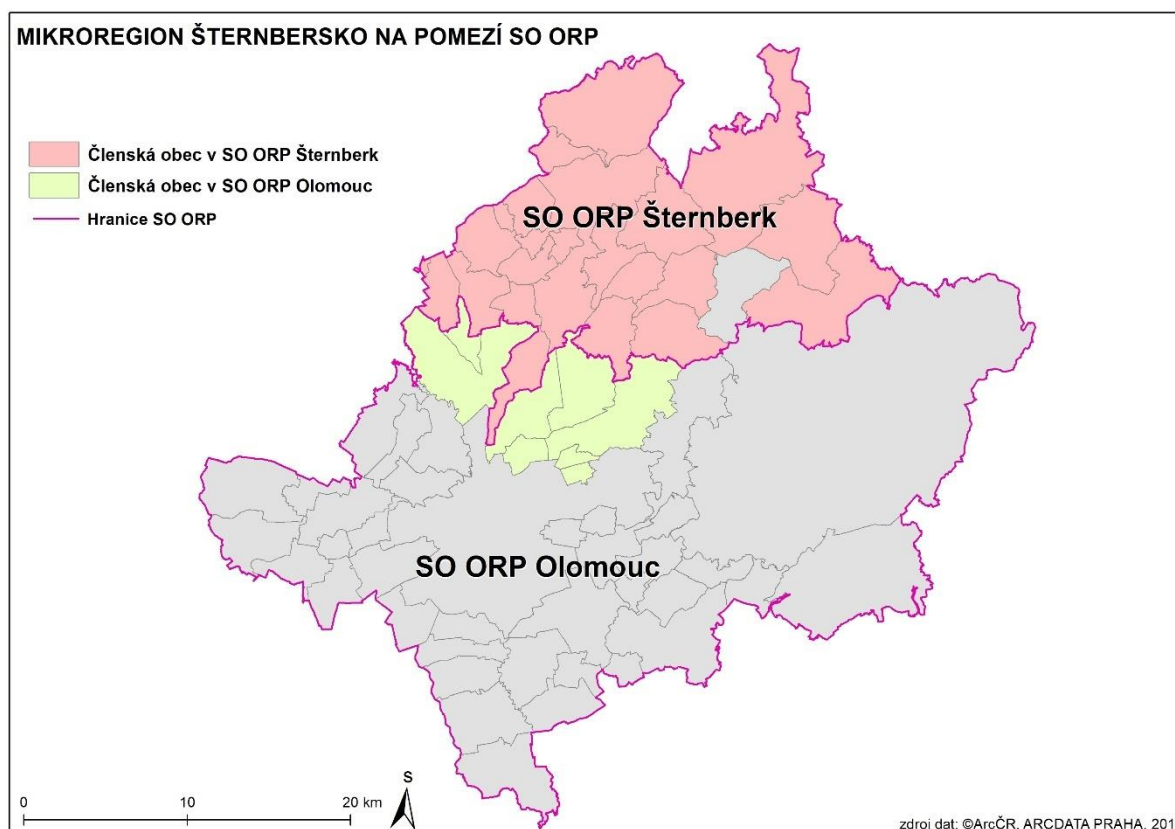 MIKROREGION ŠTERNBERSKO NA POMEZÍ SO ORP
Členská obec v SO ORP Šternberk
Členská obec v SO ORP Olomouc
Hranice SO ORP
SO ORP Šternberk
SO ORP Olomouc
S
0 10 20 km
zdroj dat: ©ArcČR, ARCDATA PRAHA, 201